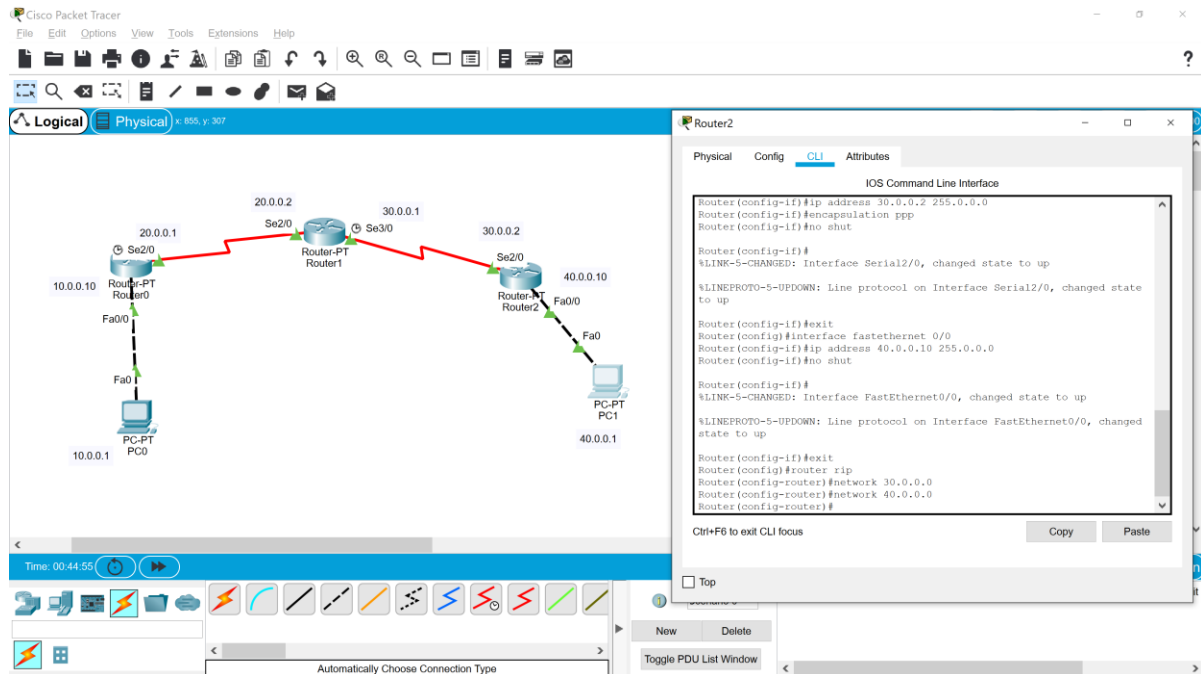 Cisco Packet Tracer
File Edit Options View Tools Extensions Help
?
Logical Physical x: 855, y: 307
Router2
Physical Config CLI Attributes
IOS Command Line Interface
Router(config-if)#ip address 30.0.0.2 255.0.0.0
Router(config-if)#encapsulation ppp
Router(config-if)#no shut
Router(config-if)#
%LINK-5-CHANGED: Interface Serial2/0, changed state to up
%LINEPROTO-5-UPDOWN: Line protocol on Interface Serial2/0, changed state
to up
Router(config-if)#exit
Router(config)#interface fastethernet 0/0
Router(config-if)#ip address 40.0.0.10 255.0.0.0
Router(config-if)#no shut
Router(config-if)#
%LINK-5-CHANGED: Interface FastEthernet0/0, changed state to up
%LINEPROTO-5-UPDOWN: Line protocol on Interface FastEthernet0/0, changed
state to up
Router(config-if)#exit
Router(config)#router rip
Router(config-router)#network 30.0.0.0
Router(config-router)#network 40.0.0.0
Router(config-router)#
Ctrl+F6 to exit CLI focus
Copy Paste
Top
20.0.0.2
30.0.0.1
Se2/0
Se3/0
20.0.0.1
30.0.0.2
Se2/0
Router-PT
Router1
Se2/0
10.0.0.10
Router-PT
Router0
40.0.0.10
Router-PT
Router2
Fa0/0
Fa0/0
Fa0
Fa0
PC-PT
PC1
40.0.0.1
PC-PT
PC0
10.0.0.1
Time: 00:44:55
New Delete
Toggle PDU List Window
Automatically Choose Connection Type